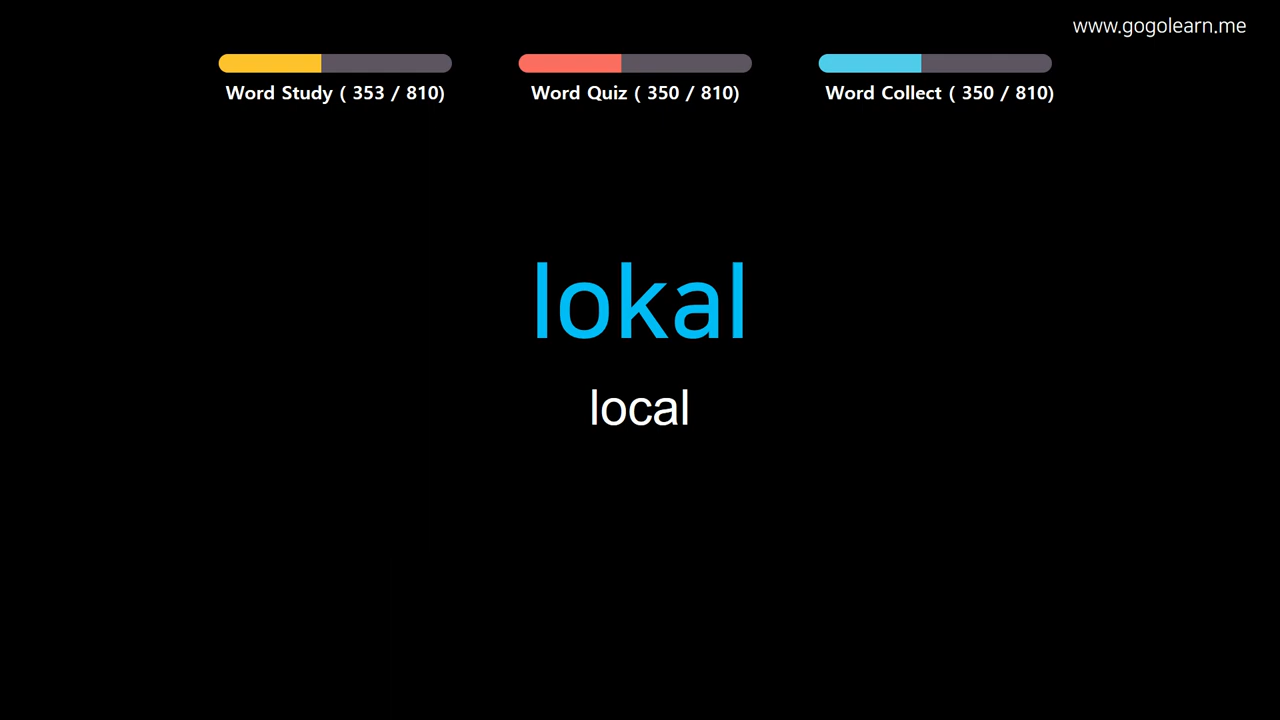 www.gogolearn.me
Word Study ( 353 / 810)
Word Quiz ( 350 / 810)
Word Collect ( 350 / 810)
lokal
local